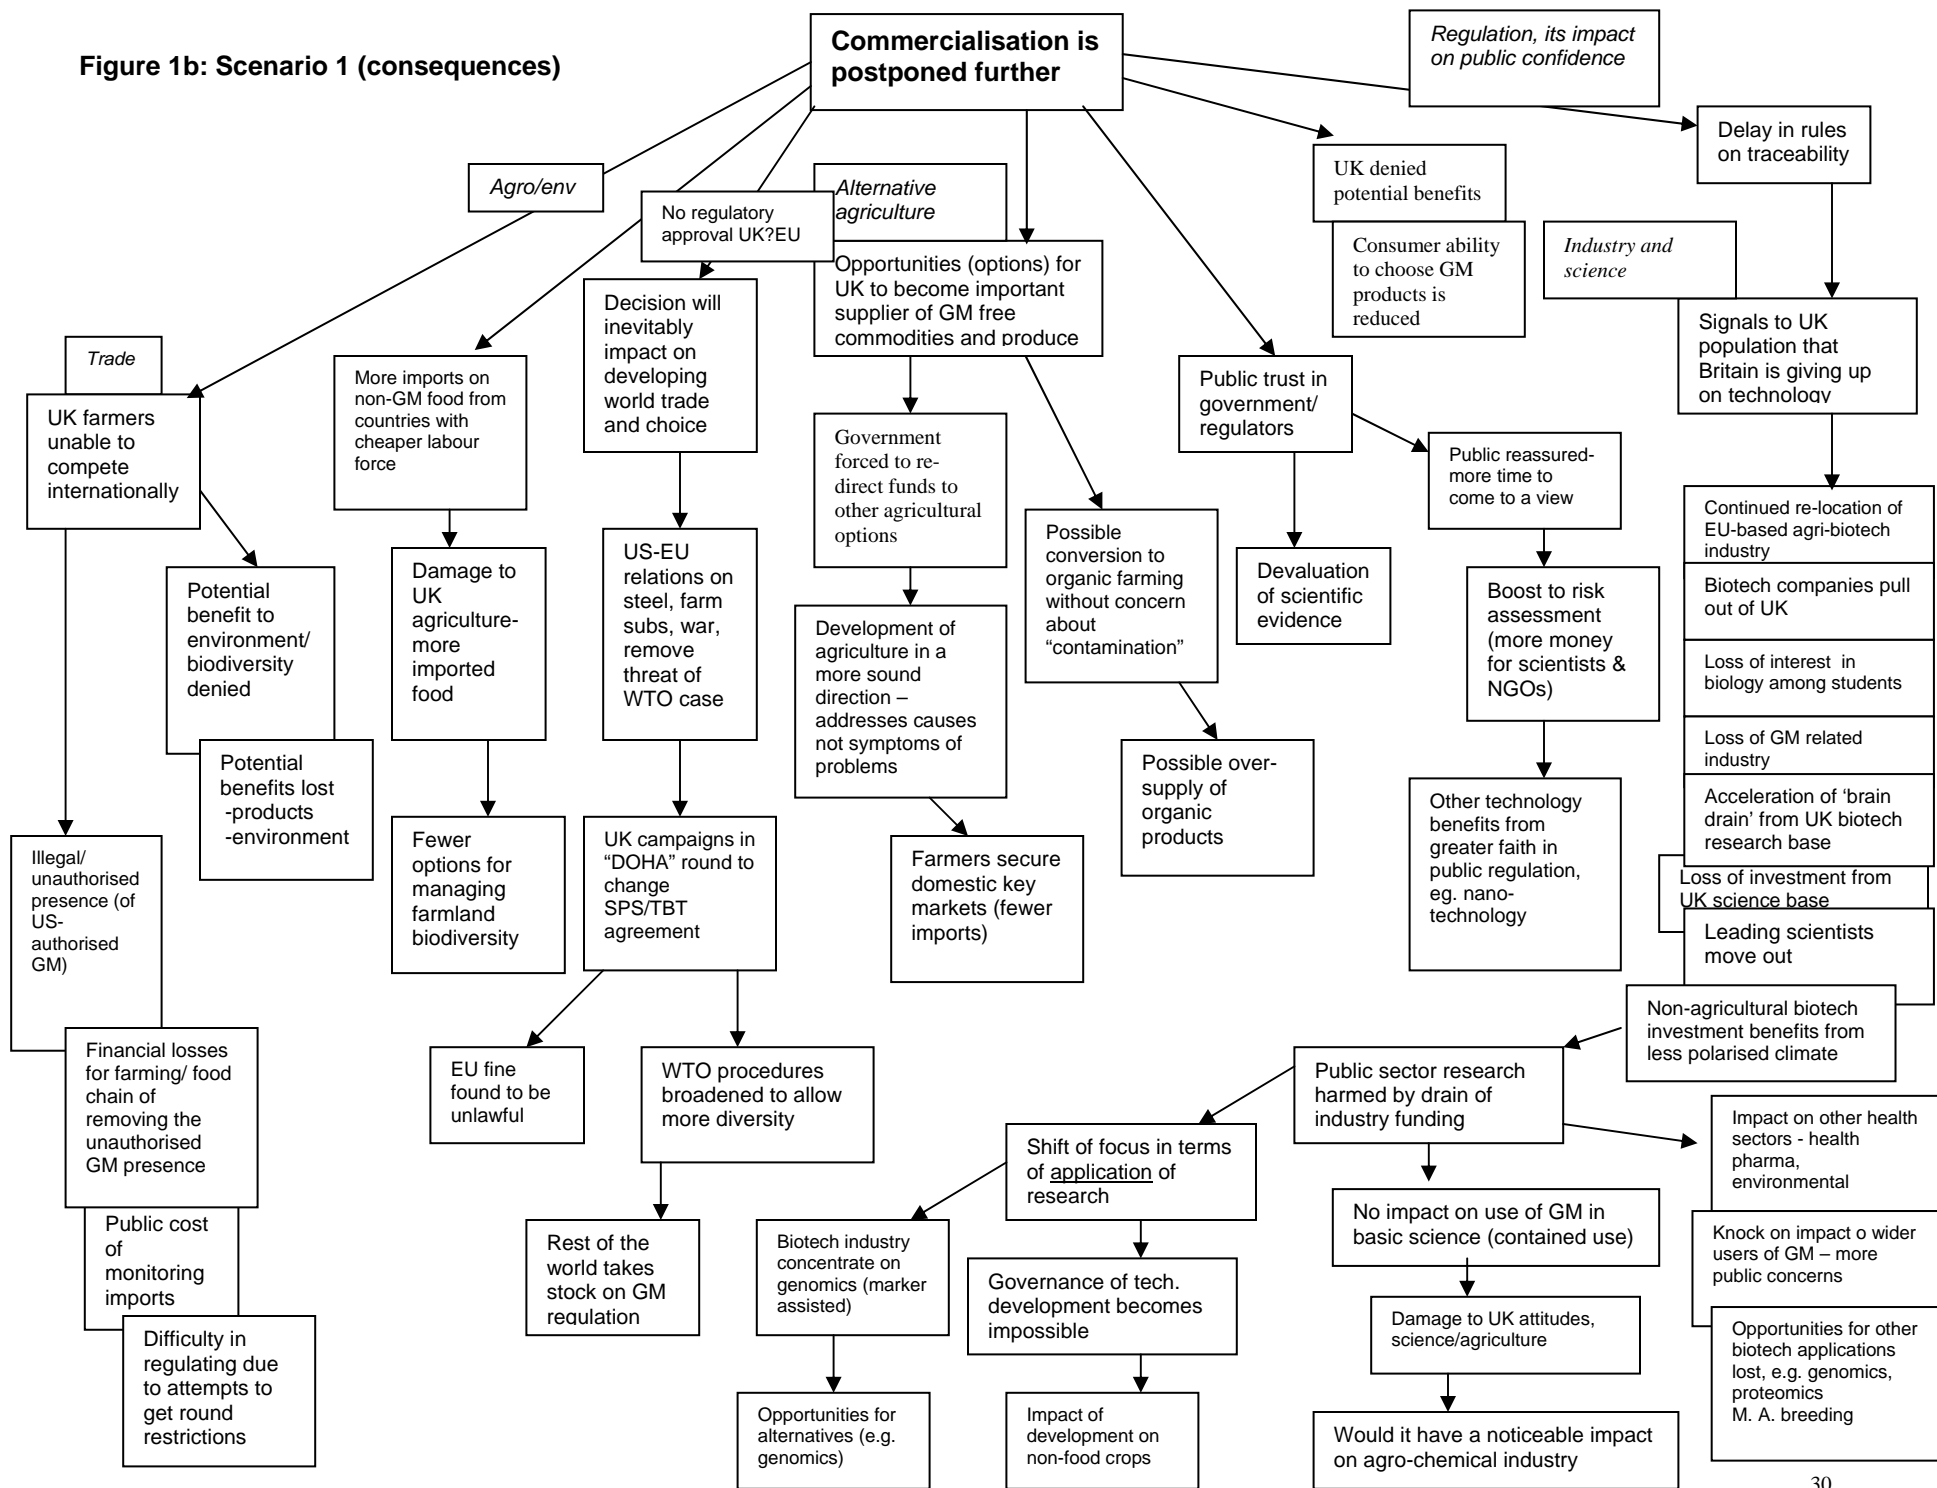 Figure 1b: Scenario 1 (consequences)
Commercialisation is
postponed further
Regulation, its impact
on public confidence
Delay in rules
on traceability
Agro/env
No regulatory
approval UK?EU
Alternative
agriculture
UK denied
potential benefits
Consumer ability
to choose GM
products is
reduced
Industry and
science
Trade
UK farmers
unable to
compete
internationally
More imports on
non-GM food from
countries with
cheaper labour
force
Decision will
inevitably
impact on
developing
world trade
and choice
Opportunities (options) for
UK to become important
supplier of GM free
commodities and produce
Public trust in
government/
regulators
Signals to UK
population that
Britain is giving up
on technology
Government
forced to re-
direct funds to
other agricultural
options
Public reassured-
more time to
come to a view
Potential
benefit to
environment/
biodiversity
denied
Potential
benefits lost
-products
-environment
Damage to
UK
agriculture-
more
imported
food
US-EU
relations on
steel, farm
subs, war,
remove
threat of
WTO case
Development of
agriculture in a
more sound
direction –
addresses causes
not symptoms of
problems
Possible
conversion to
organic farming
without concern
about
“contamination”
Devaluation
of scientific
evidence
Boost to risk
assessment
(more money
for scientists &
NGOs)
Continued re-location of
EU-based agri-biotech
industry
Biotech companies pull
out of UK
Loss of interest in
biology among students
Loss of GM related
industry
Acceleration of ‘brain
drain’ from UK biotech
research base
Loss of investment from
UK science base
Leading scientists
move out
Non-agricultural biotech
investment benefits from
less polarised climate
Illegal/
unauthorised
presence (of
US-
authorised
GM)
Financial losses
for farming/ food
chain of
removing the
unauthorised
GM presence
Public cost
of
monitoring
imports
Difficulty in
regulating due
to attempts to
get round
restrictions
Fewer
options for
managing
farmland
biodiversity
UK campaigns in
“DOHA” round to
change
SPS/TBT
agreement
Farmers secure
domestic key
markets (fewer
imports)
Possible over-
supply of
organic
products
Other technology
benefits from
greater faith in
public regulation,
eg. nano-
technology
EU fine
found to be
unlawful
WTO procedures
broadened to allow
more diversity
Rest of the
world takes
stock on GM
regulation
Public sector research
harmed by drain of
industry funding
Shift of focus in terms
of application of
research
Biotech industry
concentrate on
genomics (marker
assisted)
Governance of tech.
development becomes
impossible
No impact on use of GM in
basic science (contained use)
Damage to UK attitudes,
science/agriculture
Impact on other health
sectors - health
pharma,
environmental
Knock on impact o wider
users of GM – more
public concerns
Opportunities for other
biotech applications
lost, e.g. genomics,
proteomics
M. A. breeding
Opportunities for
alternatives (e.g.
genomics)
Impact of
development on
non-food crops
Would it have a noticeable impact
on agro-chemical industry
30